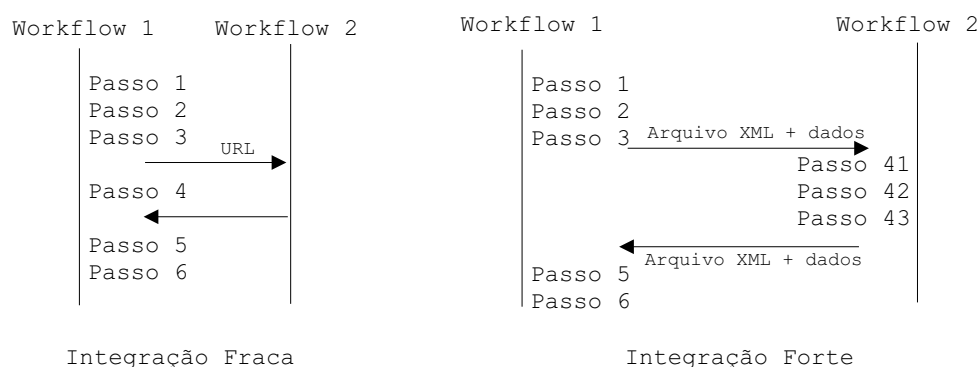 Workflow 1 Workflow 2
Passo 1
Passo 2
Passo 3
URL
Passo 4
Passo 5
Passo 6
Integração Fraca
Workflow 1 Workflow 2
Passo 1
Passo 2
Passo 3
Arquivo XML + dados
Passo 41
Passo 42
Passo 43
Arquivo XML + dados
Passo 5
Passo 6
Integração Forte